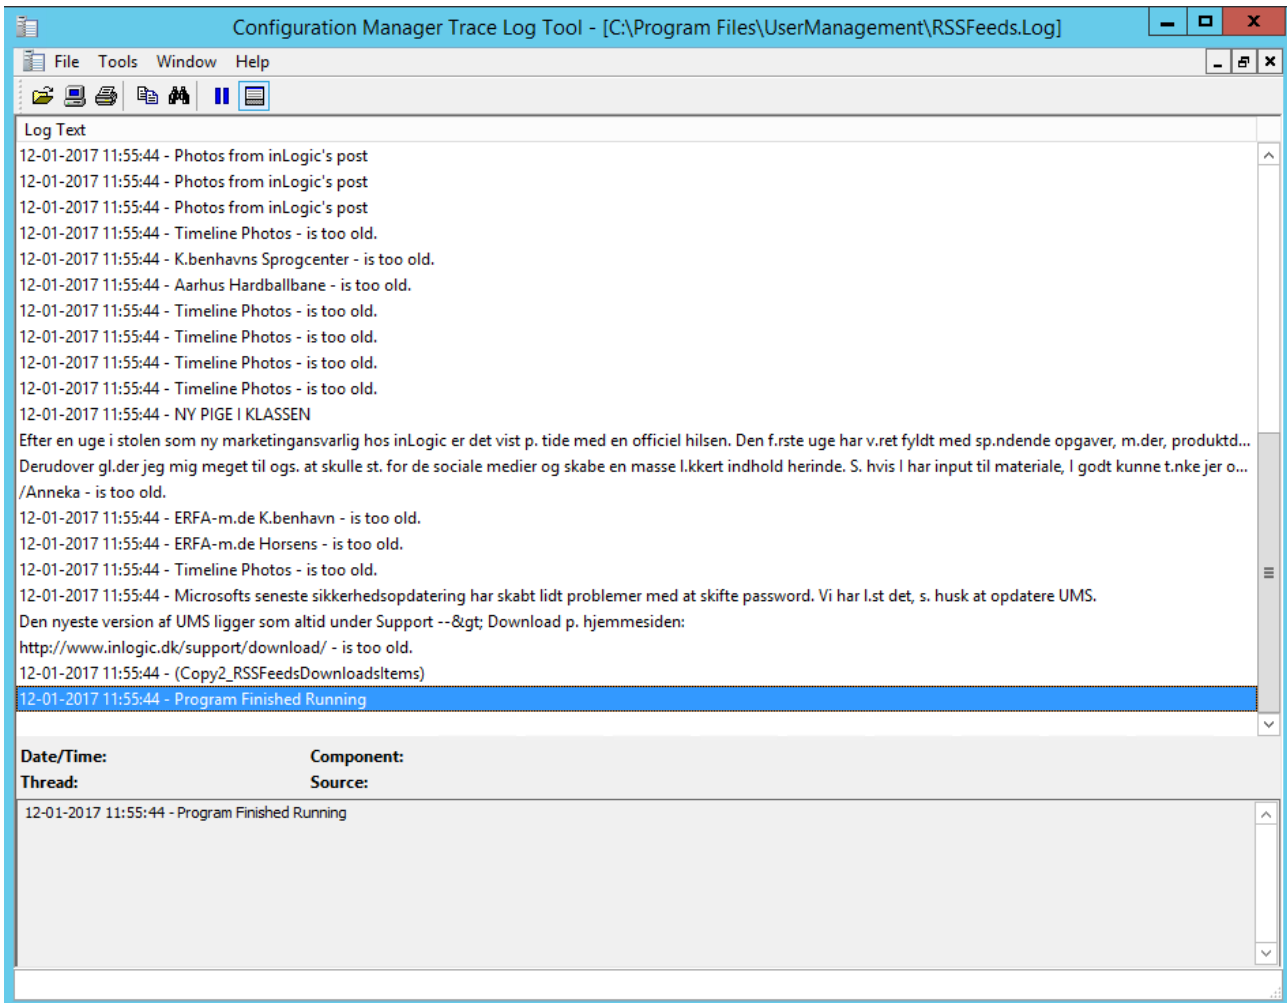 Configuration Manager Trace Log Tool - [C:\Program Files\UserManagement\RSSFeeds.Log]
File Tools Window Help
Log Text
12-01-2017 11:55:44 - Photos from inLogic's post
12-01-2017 11:55:44 - Photos from inLogic's post
12-01-2017 11:55:44 - Photos from inLogic's post
12-01-2017 11:55:44 - Timeline Photos - is too old.
12-01-2017 11:55:44 - K.benhavns Sprogcenter - is too old.
12-01-2017 11:55:44 - Aarhus Hardballbane - is too old.
12-01-2017 11:55:44 - Timeline Photos - is too old.
12-01-2017 11:55:44 - Timeline Photos - is too old.
12-01-2017 11:55:44 - Timeline Photos - is too old.
12-01-2017 11:55:44 - Timeline Photos - is too old.
12-01-2017 11:55:44 - NY PIGE I KLASSEN
Efter en uge i stolen som ny marketingansvarlig hos inLogic er det vist p. tide med en officiel hilsen. Den f.rste uge har v.ret fyldt med sp.ndende opgaver, m.der, produktd...
Derudover gl.der jeg mig meget til ogs. at skulle st. for de sociale medier og skabe en masse l.kkert indhold herinde. S. hvis I har input til materiale, I godt kunne t.nke jer o...
/Anneka - is too old.
12-01-2017 11:55:44 - ERFA-m.de K.benhavn - is too old.
12-01-2017 11:55:44 - ERFA-m.de Horsens - is too old.
12-01-2017 11:55:44 - Timeline Photos - is too old.
12-01-2017 11:55:44 - Microsofts seneste sikkerhedsopdatering har skabt lidt problemer med at skifte password. Vi har l.st det, s. husk at opdatere UMS.
Den nyeste version af UMS ligger som altid under Support --&gt; Download p. hjemmesiden:
http://www.inlogic.dk/support/download/ - is too old.
12-01-2017 11:55:44 - (Copy2_RSSFeedsDownloadsItems)
12-01-2017 11:55:44 - Program Finished Running
Date/Time: Component:
Thread: Source:
12-01-2017 11:55:44 - Program Finished Running